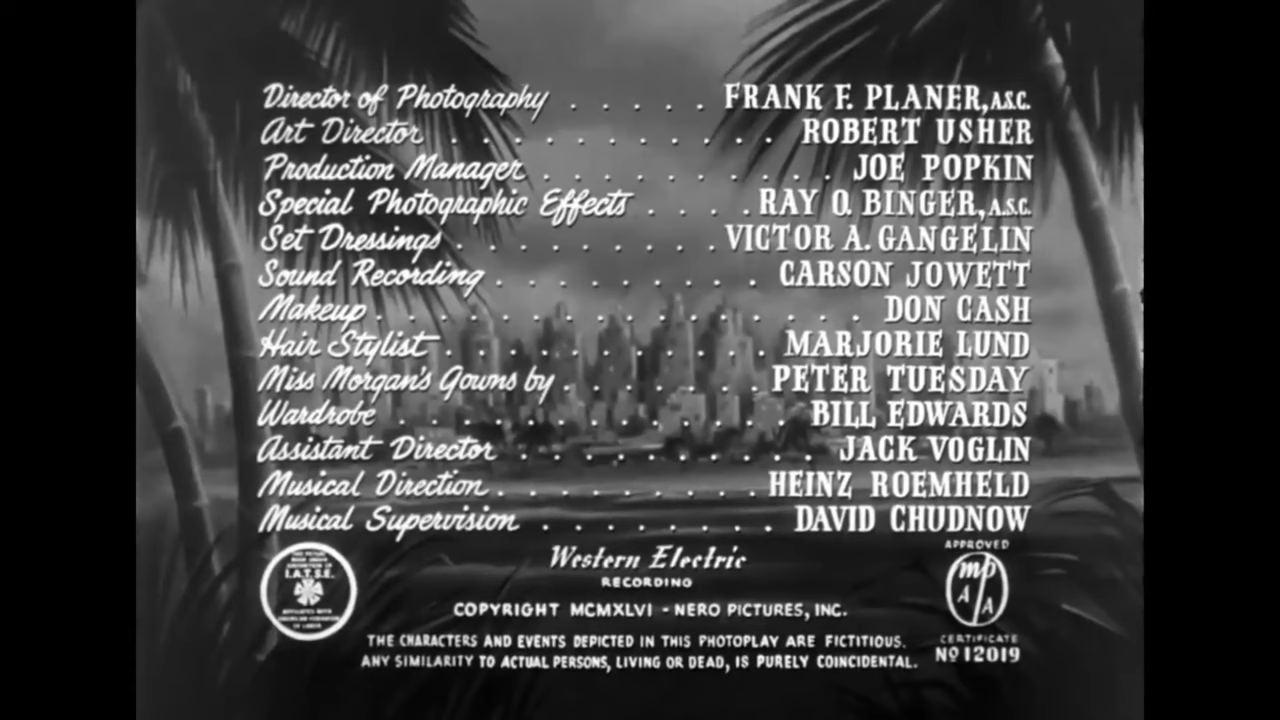 Director of Photography . . . . . FRANK F. PLANER, A.S.C.
Art Director . . . . . . . . . . . ROBERT USHER
Production Manager . . . . . . . . . . . JOE POPKIN
Special Photographic Effects . . . . RAY O. BINGER, A.S.C.
Set Dressings . . . . . . . . . . VICTOR A. GANGELIN
Sound Recording . . . . . . . . . CARSON JOWETT
Makeup . . . . . . . . . . . . . . . . DON CASH
Hair Stylist . . . . . . . . . . . . MARJORIE LUND
Miss Morgan's Gowns by . . . . . . . PETER TUESDAY
Wardrobe . . . . . . . . . . . . . BILL EDWARDS
Assistant Director . . . . . . . . . . JACK VOGLIN
Musical Direction . . . . . . . . . . HEINZ ROEMHELD
Musical Supervision . . . . . . . . . DAVID CHUDNOW
Western Electric
RECORDING
COPYRIGHT MCMXLVI - NERO PICTURES, INC.
THE CHARACTERS AND EVENTS DEPICTED IN THIS PHOTOPLAY ARE FICTITIOUS.
ANY SIMILARITY TO ACTUAL PERSONS, LIVING OR DEAD, IS PURELY COINCIDENTAL.
I.A.T.S.E.
APPROVED
MPAA
CERTIFICATE
Nº 12019